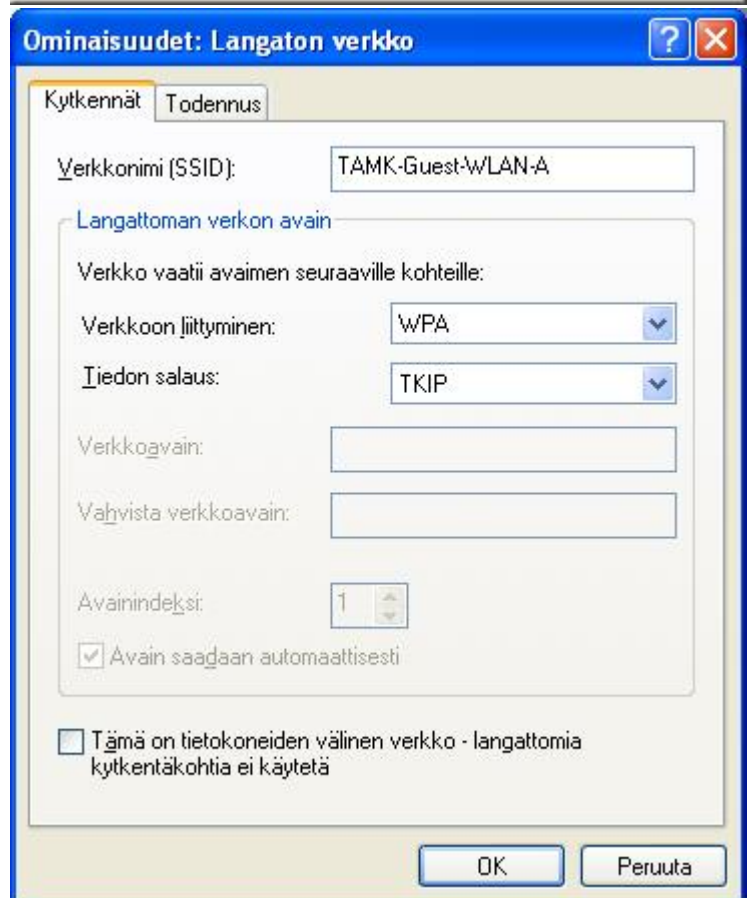 Ominaisuudet: Langaton verkko
Kytkennät
Todennus
Verkkonimi (SSID):
TAMK-Guest-WLAN-A
Langattoman verkon avain
Verkko vaatii avaimen seuraaville kohteille:
Verkkoon liittyminen:
WPA
Tiedon salaus:
TKIP
Verkkoavain:
Vahvista verkkoavain:
Avainindeksi:
1
Avain saadaan automaattisesti
Tämä on tietokoneiden välinen verkko - langattomia
kytkentäkohtia ei käytetä
OK
Peruuta